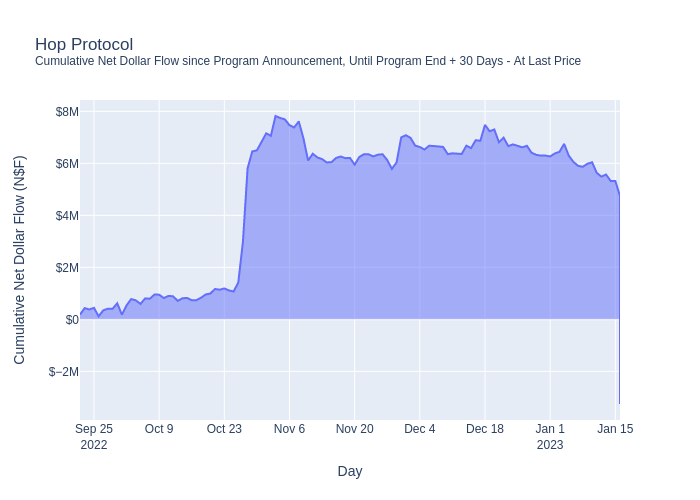 Hop Protocol
Cumulative Net Dollar Flow since Program Announcement, Until Program End + 30 Days - At Last Price
$8M
$6M
$4M
$2M
$0
$−2M
Cumulative Net Dollar Flow (N$F)
Sep 25
2022
Oct 9
Oct 23
Nov 6
Nov 20
Dec 4
Dec 18
Jan 1
2023
Jan 15
Day